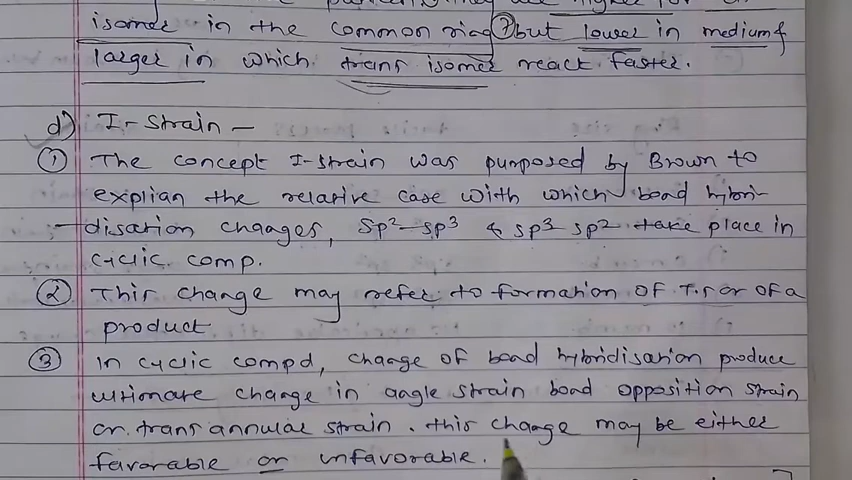 isomer in the common ring but lower in medium &
larger in which trans isomer react faster.
d) I-strain –
① The concept I-strain was purposed by Brown to
explian the relative case with which bond hybri-
-disation changes, sp²-sp³ & sp³ sp² take place in
cyclic comp.
② This change may refer to formation of T.s or of a
product
③ In cyclic compd, change of bond hybridisation produce
ultimate change in angle strain bond opposition strain
or trans annular strain. this change may be either
favorable or unfavorable.